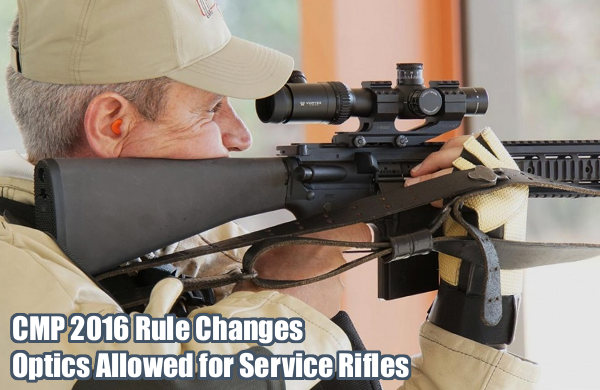 VORTEX
CMP 2016 Rule Changes
Optics Allowed for Service Rifles